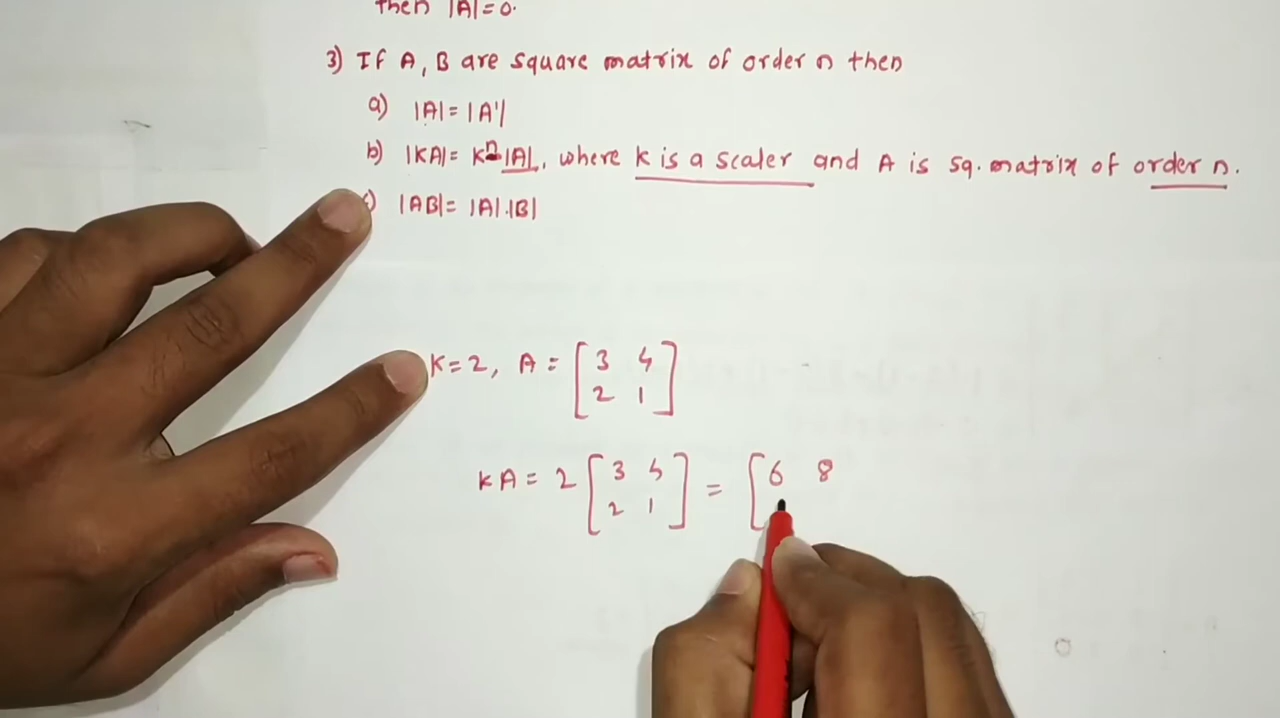 then |A|=0.
3) If A, B are square matrix of order n then
a) |A|= |A'|
b) |KA|= Kⁿ |A|, where k is a scaler and A is sq. matrix of order n.
c) |AB|= |A|.|B|
K=2, A= [3 4
2 1]
KA= 2 [3 4
2 1] = [6 8